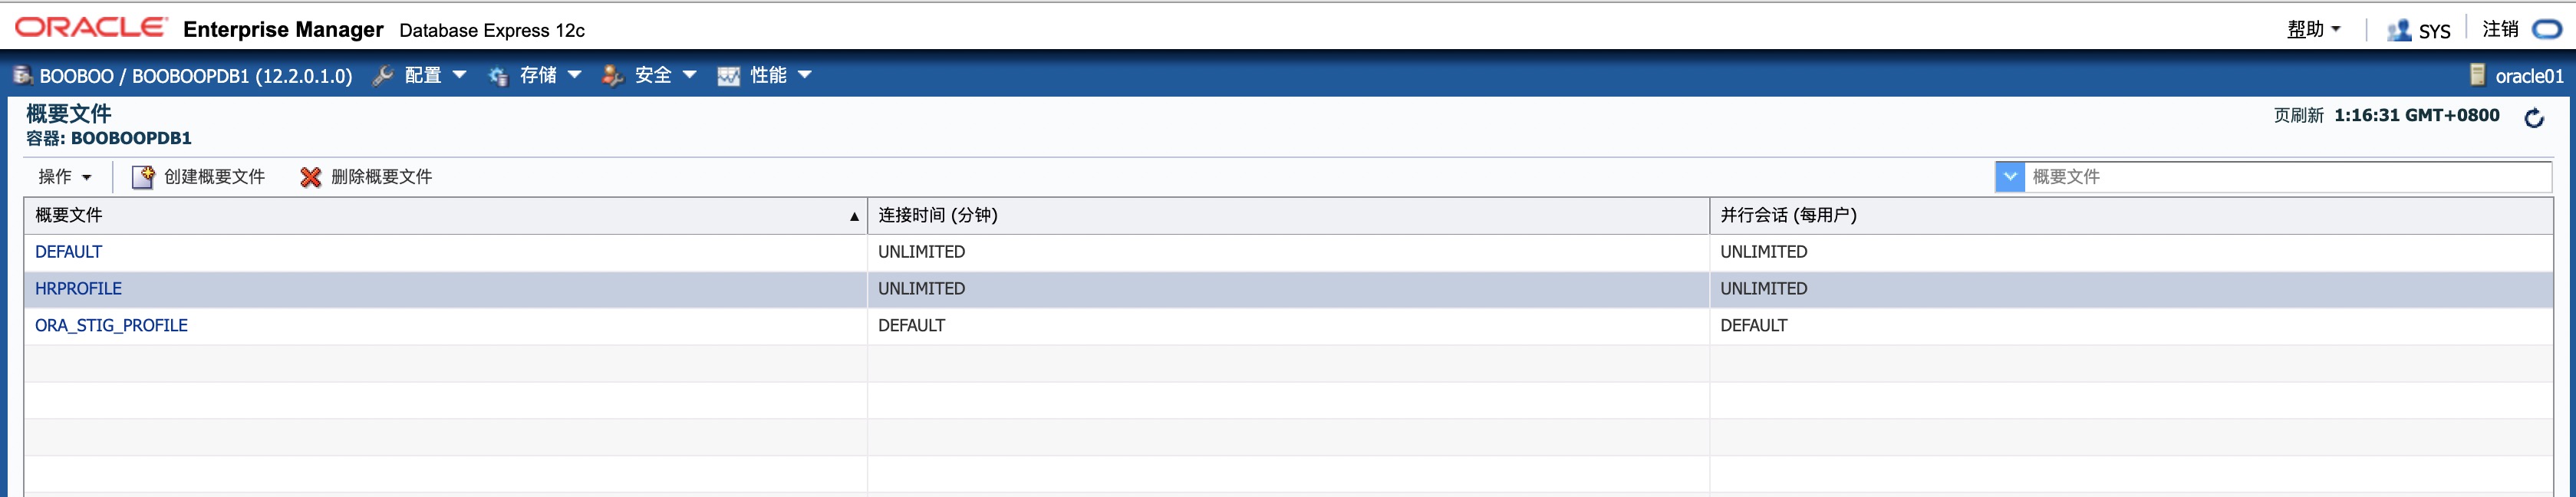 ORACLE Enterprise Manager Database Express 12c 帮助 SYS 注销
BOOBOO / BOOBOOPDB1 (12.2.0.1.0) 配置 存储 安全 性能 oracle01
概要文件 页刷新 1:16:31 GMT+0800
容器: BOOBOOPDB1
操作 创建概要文件 删除概要文件 概要文件
概要文件 连接时间 (分钟) 并行会话 (每用户)
DEFAULT UNLIMITED UNLIMITED
HRPROFILE UNLIMITED UNLIMITED
ORA_STIG_PROFILE DEFAULT DEFAULT